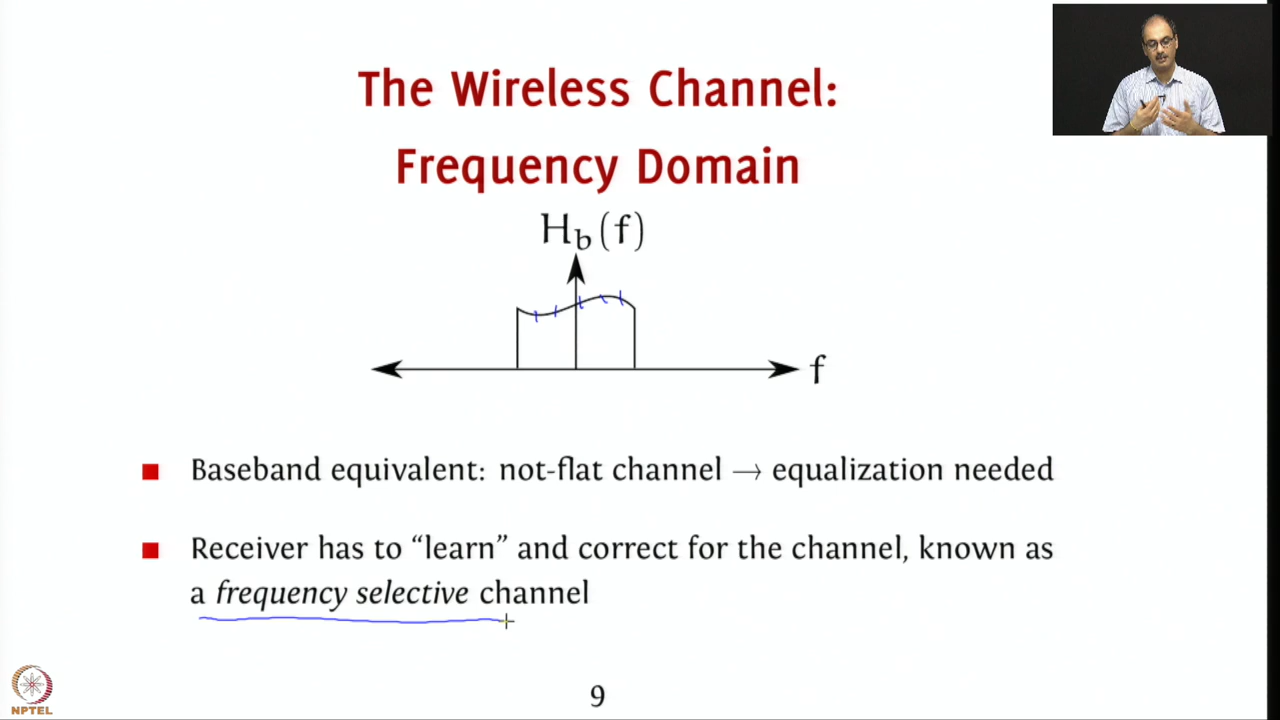 The Wireless Channel:
Frequency Domain
H_b(f)
f
■ Baseband equivalent: not-flat channel → equalization needed
■ Receiver has to “learn” and correct for the channel, known as
a frequency selective channel
NPTEL
9